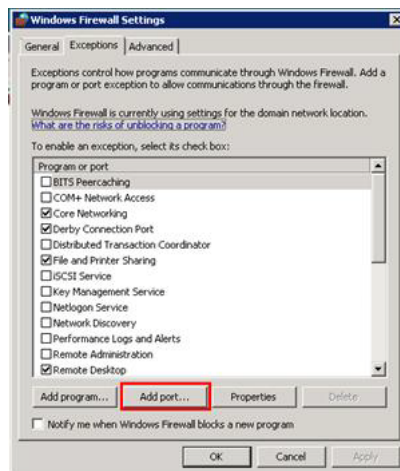 Windows Firewall Settings
General Exceptions Advanced
Exceptions control how programs communicate through Windows Firewall. Add a
program or port exception to allow communications through the firewall.
Windows Firewall is currently using settings for the domain network location.
What are the risks of unblocking a program?
To enable an exception, select its check box:
Program or port
BITS Peercaching
COM+ Network Access
Core Networking
Derby Connection Port
Distributed Transaction Coordinator
File and Printer Sharing
iSCSI Service
Key Management Service
Netlogon Service
Network Discovery
Performance Logs and Alerts
Remote Administration
Remote Desktop
Add program... Add port... Properties Delete
Notify me when Windows Firewall blocks a new program
OK Cancel Apply